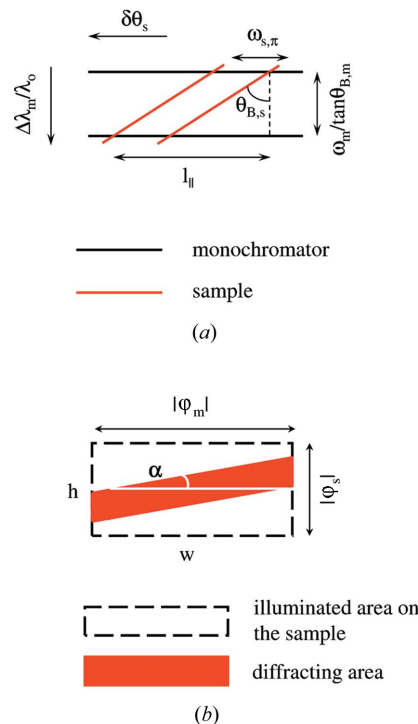 δθs
ωs,π
Δλm/λo
θB,s
ωm/tanθB,m
l||
monochromator
sample
(a)
|φm|
α
h
|φs|
w
illuminated area on
the sample
diffracting area
(b)